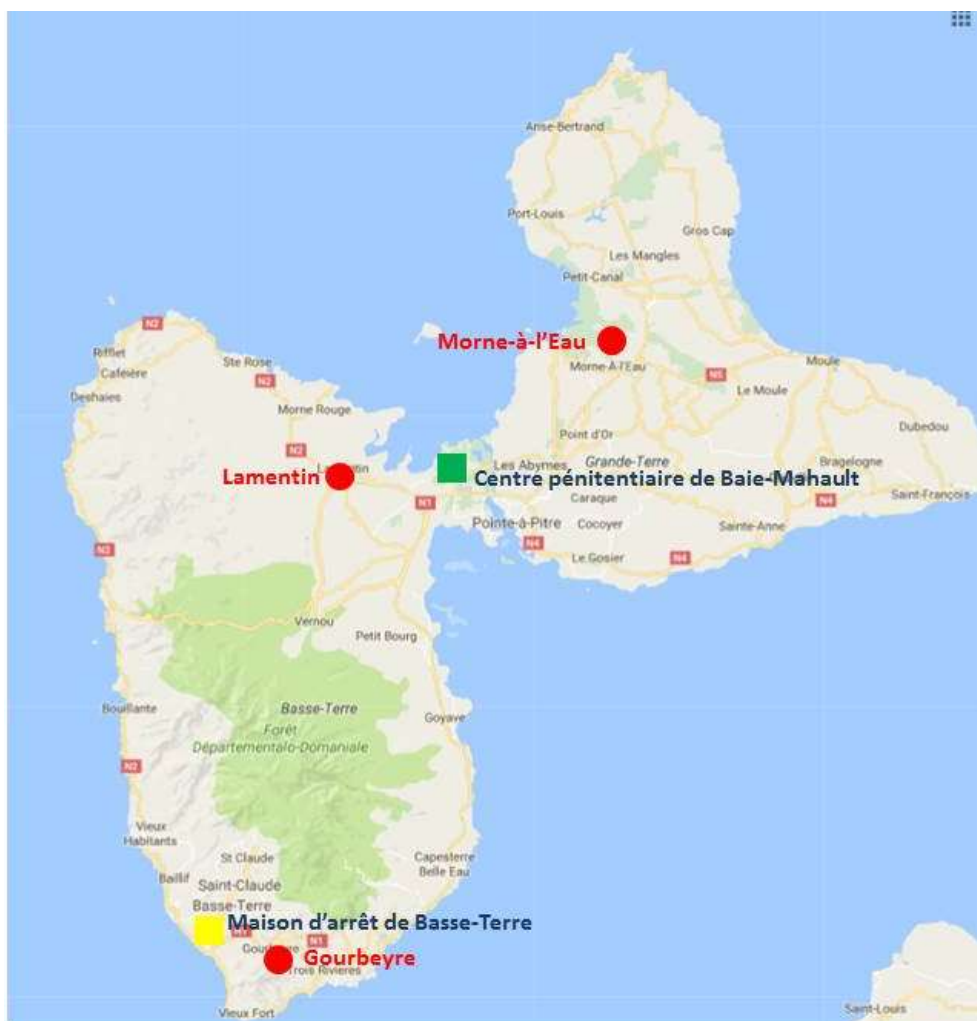 Anse-Bertrand
Port-Louis
Gros Cap
Les Mangles
Petit-Canal
N2
Morne-à-l'Eau
Rifflet
Cafeière
Ste Rose
Morne-À-l'Eau
Moule
N2
N5
Deshaies
Le Moule
Morne Rouge
Dubedou
Point d'Or
N2
Les Abymes
Grande-Terre
Bragelogne
Lamentin
Centre pénitentiaire de Baie-Mahault
Saint-François
N1
Caraque
N4
Pointe-à-Pitre
Cocoyer
Sainte-Anne
N2
N4
Le Gosier
N4
Vernou
Petit Bourg
Bouillante
Basse-Terre
Goyave
Forêt
Départementalo-Domaniale
N2
Vieux
Habitants
St Claude
Capesterre
Belle Eau
Baillif
Saint-Claude
Basse-Terre
Maison d'arrêt de Basse-Terre
N1
N1
Gourbeyre
Trois Rivieres
Vieux Fort
Saint-Louis